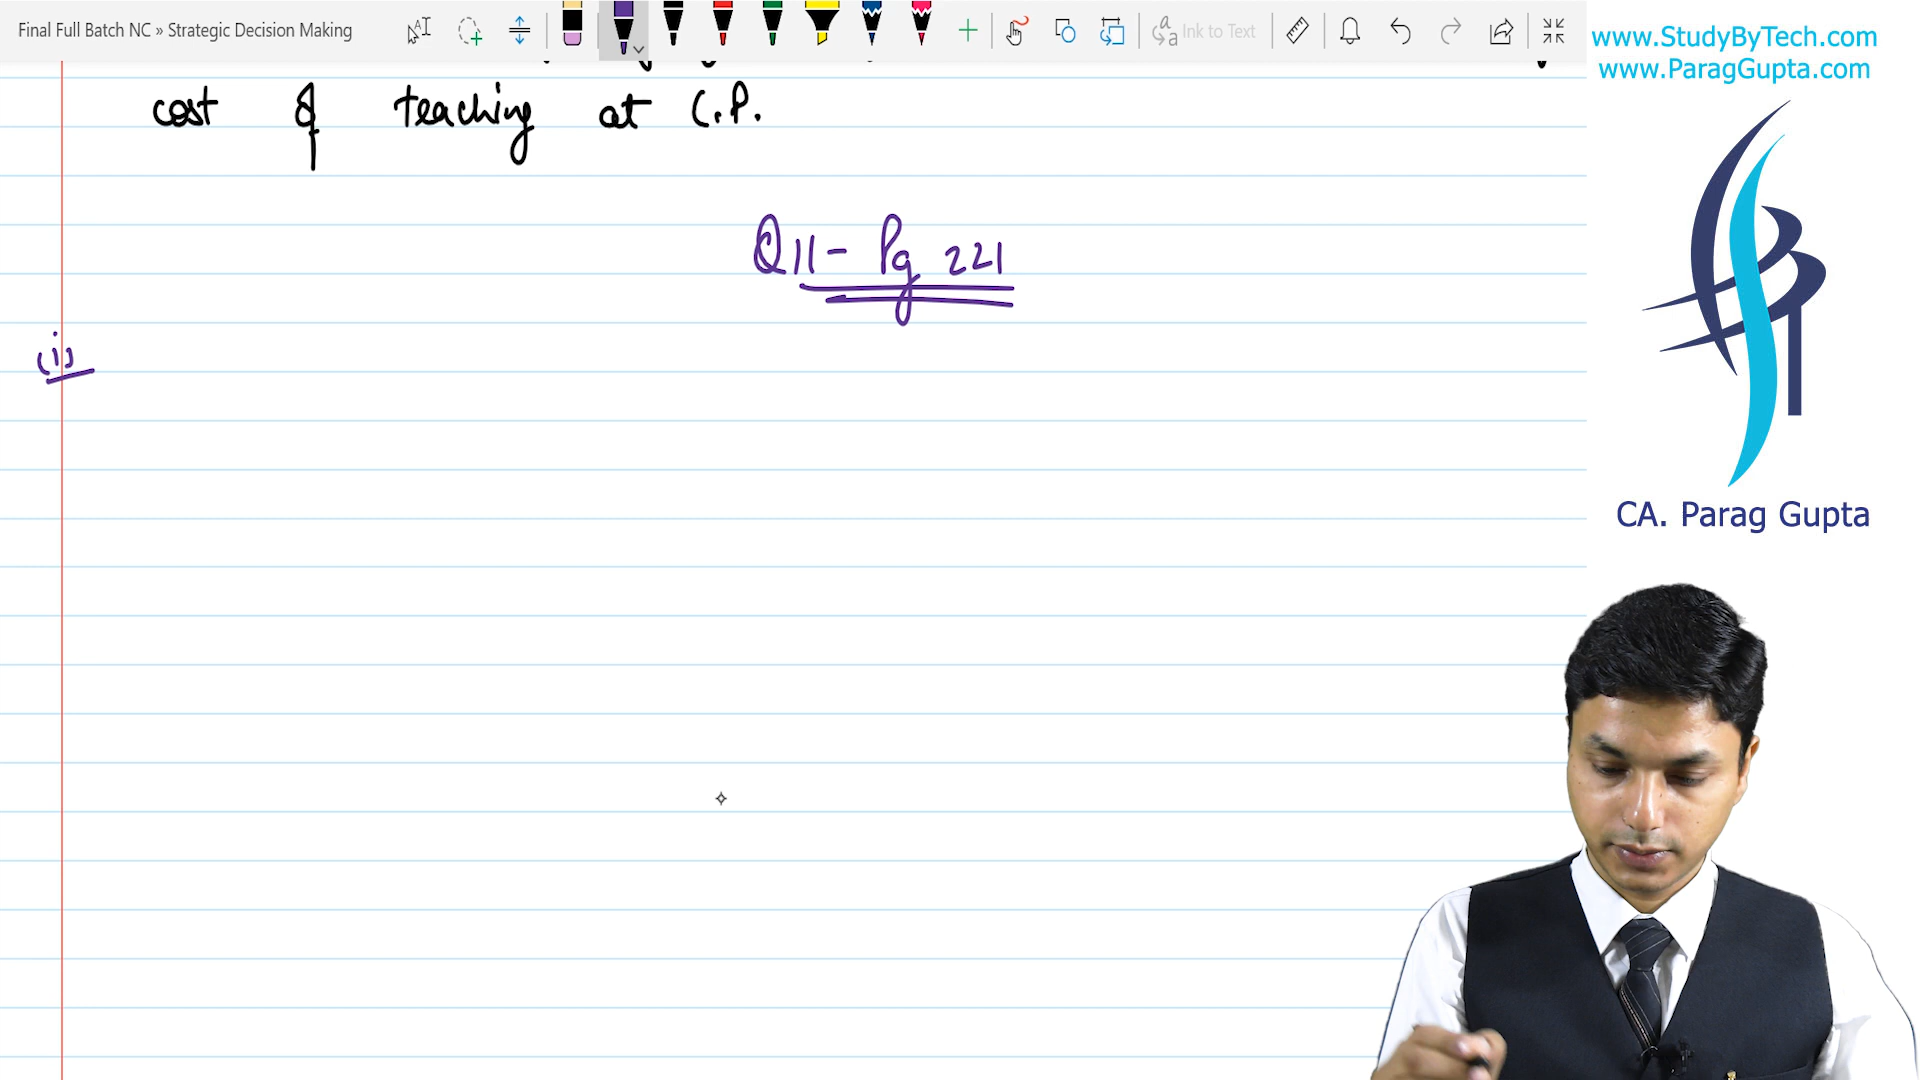 Final Full Batch NC » Strategic Decision Making
Ink to Text
www.StudyByTech.com
www.ParagGupta.com
cost & teaching at C.P.
Q11- Pg 221
(i)
CA. Parag Gupta